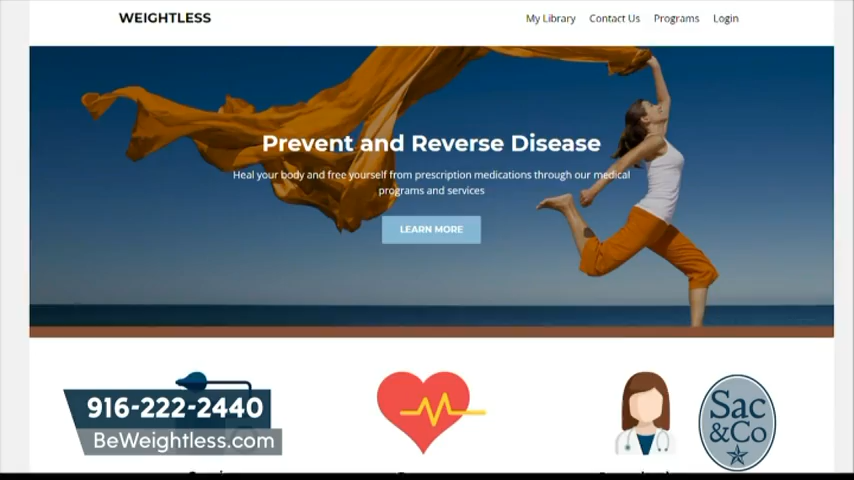 WEIGHTLESS
My Library Contact Us Programs Login
Prevent and Reverse Disease
Heal your body and free yourself from prescription medications through our medical
programs and services
LEARN MORE
916-222-2440
BeWeightless.com
Sac
&Co